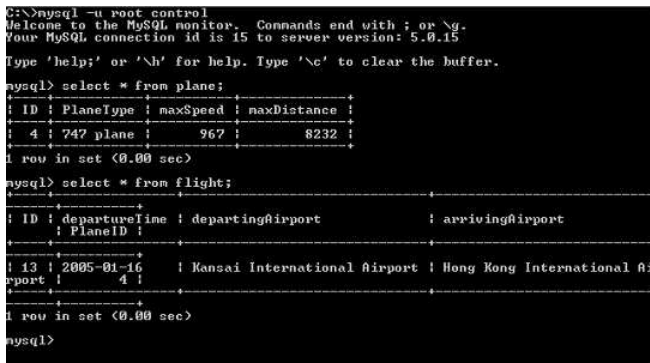 C:\>mysql -u root control
Welcome to the MySQL monitor.  Commands end with ; or \g.
Your MySQL connection id is 15 to server version: 5.0.15
Type 'help;' or '\h' for help. Type '\c' to clear the buffer.
mysql> select * from plane;
+----+-----------+----------+-------------+
| ID | PlaneType | maxSpeed | maxDistance |
+----+-----------+----------+-------------+
|  4 | 747 plane |      967 |        8232 |
+----+-----------+----------+-------------+
1 row in set (0.00 sec)
mysql> select * from flight;
+----+---------------+------------------------------+------------------------------
------+---------+
| ID | departureTime | departingAirport             | arrivingAirport
      | PlaneID |
+----+---------------+------------------------------+------------------------------
------+---------+
| 13 | 2005-01-16    | Kansai International Airport | Hong Kong International Ai
rport |       4 |
+----+---------------+------------------------------+------------------------------
------+---------+
1 row in set (0.00 sec)
mysql>